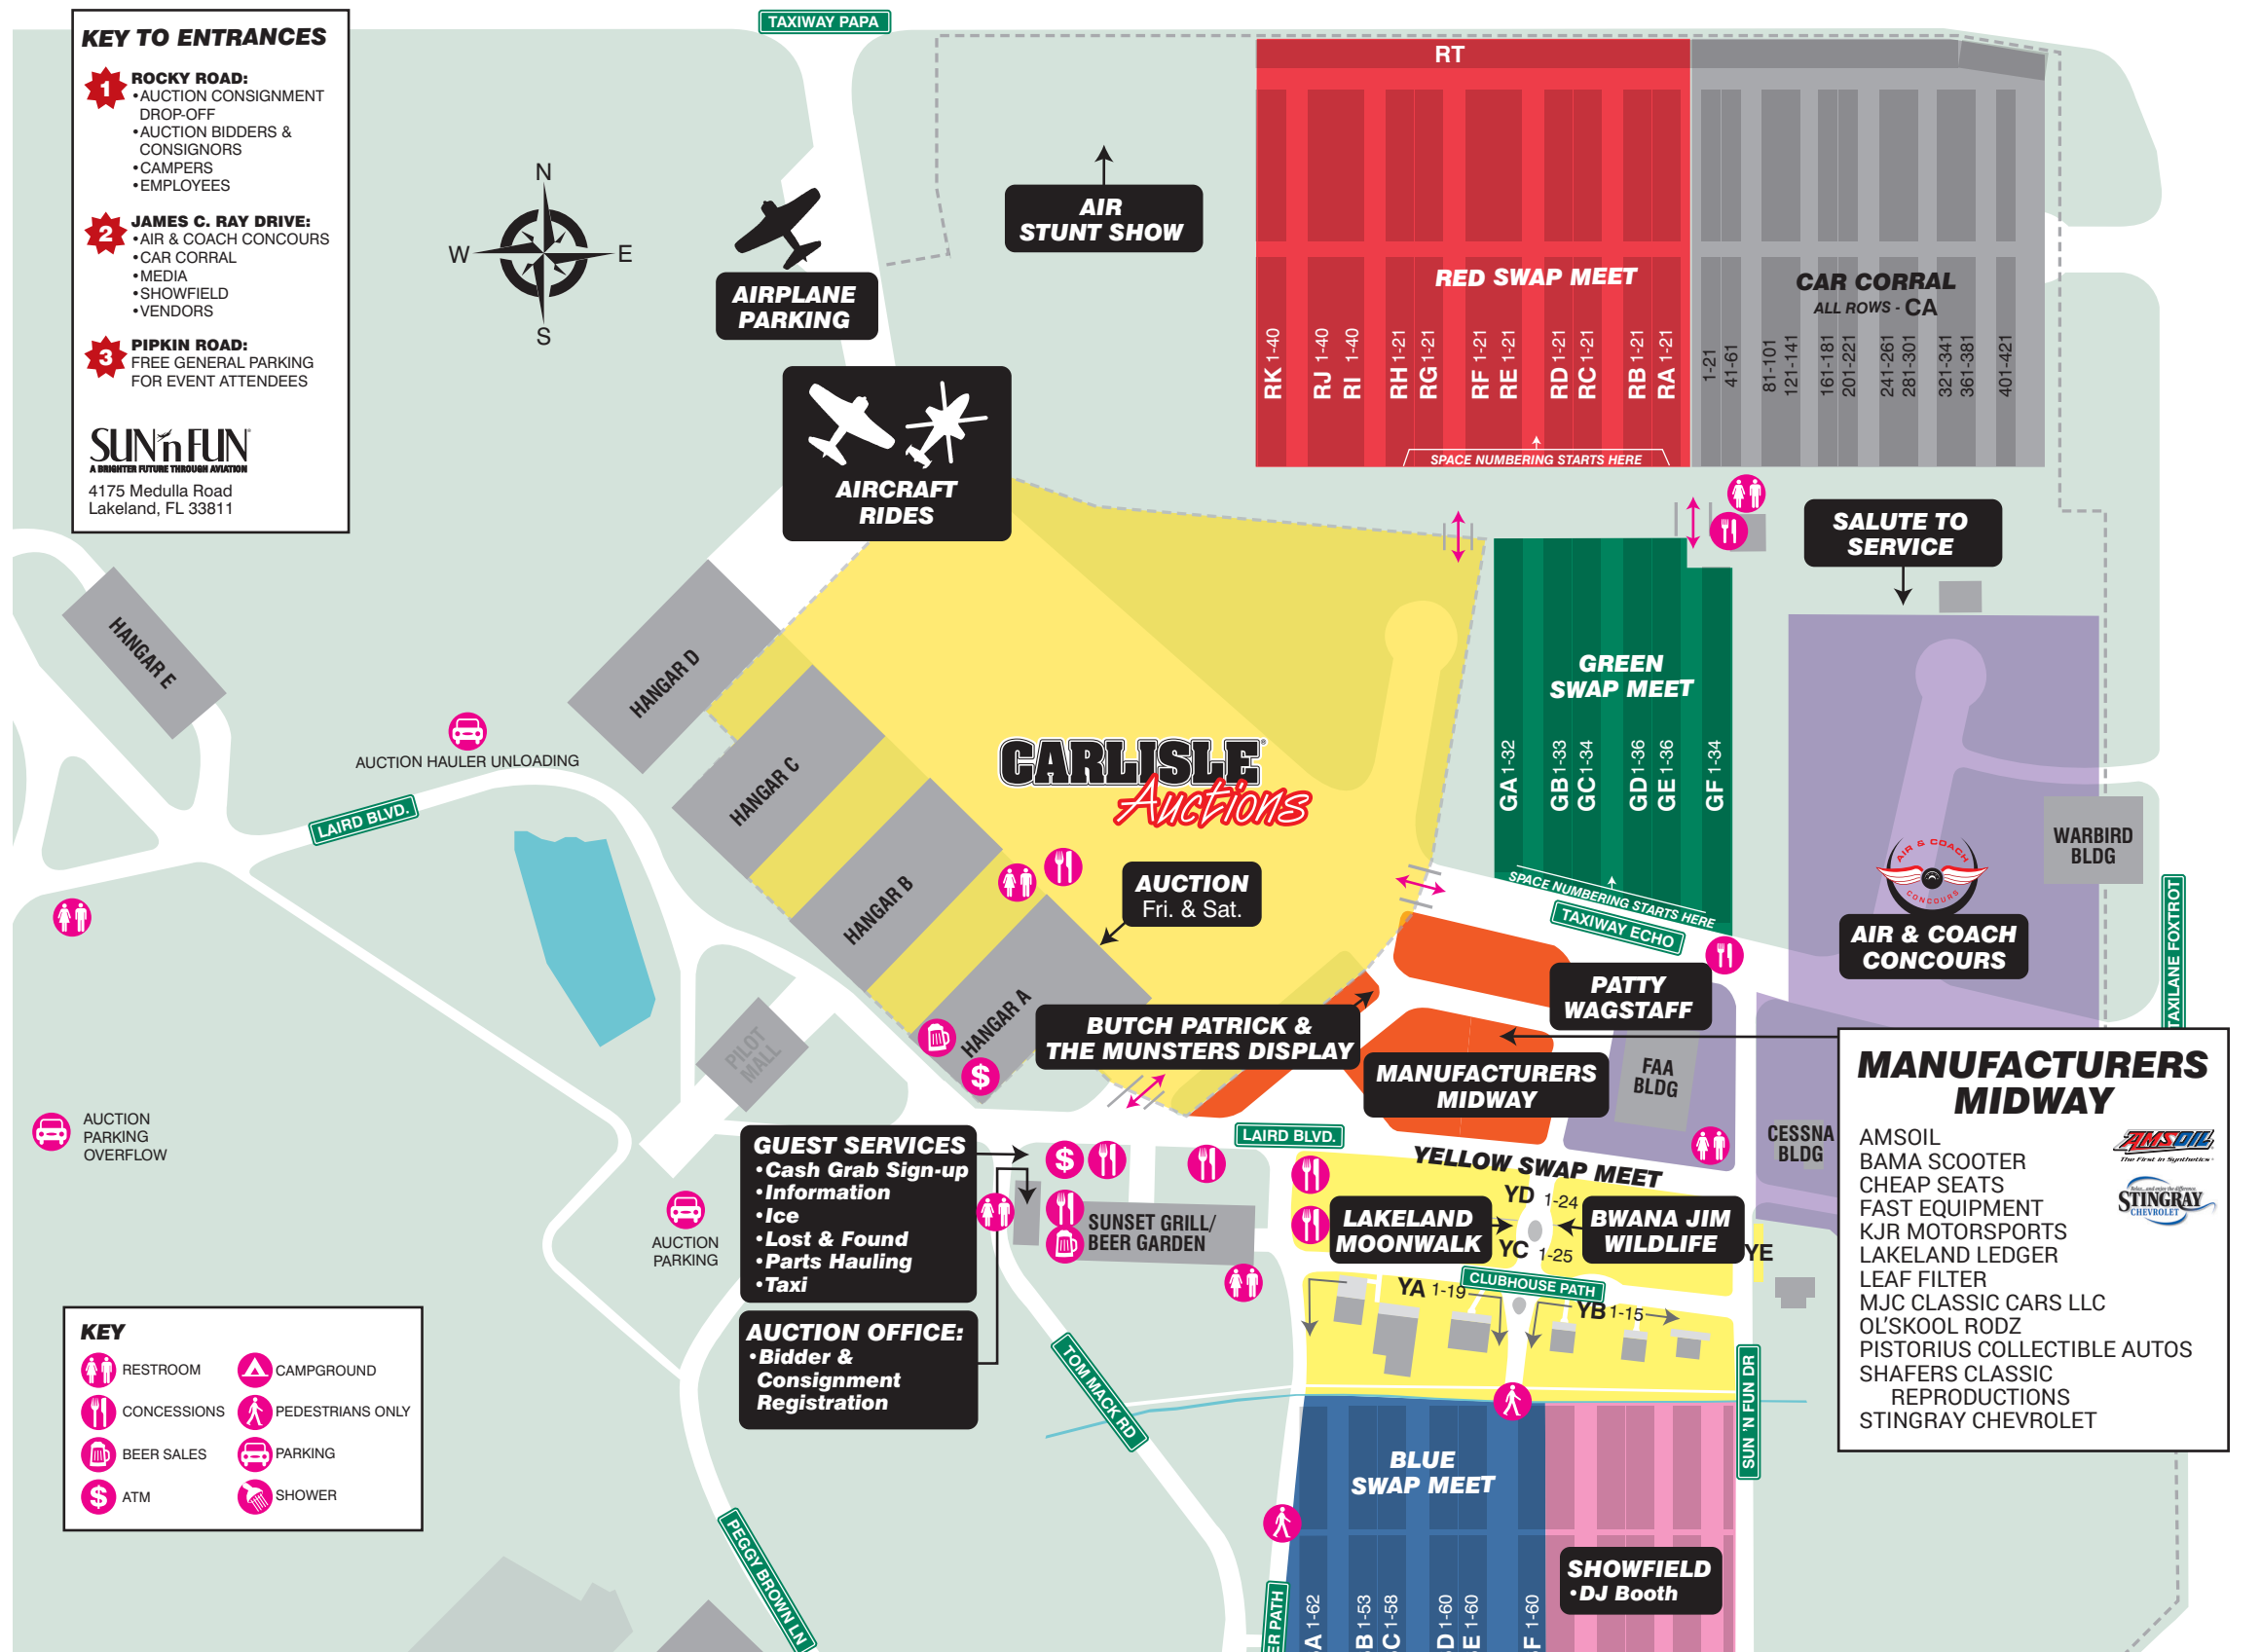 KEY TO ENTRANCES
1
ROCKY ROAD:
•AUCTION CONSIGNMENT
DROP-OFF
•AUCTION BIDDERS &
CONSIGNORS
•CAMPERS
•EMPLOYEES
2
JAMES C. RAY DRIVE:
•AIR & COACH CONCOURS
•CAR CORRAL
•MEDIA
•SHOWFIELD
•VENDORS
3
PIPKIN ROAD:
FREE GENERAL PARKING
FOR EVENT ATTENDEES
SUN'n FUN
A BRIGHTER FUTURE THROUGH AVIATION
4175 Medulla Road
Lakeland, FL 33811
N
W
E
S
TAXIWAY PAPA
AIRPLANE
PARKING
AIR
STUNT SHOW
AIRCRAFT
RIDES
RT
RED SWAP MEET
RK 1-40
RJ 1-40
RI 1-40
RH 1-21
RG 1-21
RF 1-21
RE 1-21
RD 1-21
RC 1-21
RB 1-21
RA 1-21
SPACE NUMBERING STARTS HERE
CAR CORRAL
ALL ROWS - CA
1-21
41-61
81-101
121-141
161-181
201-221
241-261
281-301
321-341
361-381
401-421
SALUTE TO
SERVICE
HANGAR E
HANGAR D
HANGAR C
HANGAR B
HANGAR A
AUCTION HAULER UNLOADING
LAIRD BLVD.
CARLISLE
Auctions
AUCTION
Fri. & Sat.
GREEN
SWAP MEET
GA 1-32
GB 1-33
GC 1-34
GD 1-36
GE 1-36
GF 1-34
SPACE NUMBERING STARTS HERE
TAXIWAY ECHO
WARBIRD
BLDG
AIR & COACH
CONCOURS
AIR & COACH
CONCOURS
TAXILANE FOXTROT
PATTY
WAGSTAFF
BUTCH PATRICK &
THE MUNSTERS DISPLAY
MANUFACTURERS
MIDWAY
FAA
BLDG
CESSNA
BLDG
PILOT
MALL
$
AUCTION
PARKING
OVERFLOW
AUCTION
PARKING
GUEST SERVICES
•Cash Grab Sign-up
•Information
•Ice
•Lost & Found
•Parts Hauling
•Taxi
AUCTION OFFICE:
•Bidder &
Consignment
Registration
$
SUNSET GRILL/
BEER GARDEN
LAIRD BLVD.
YELLOW SWAP MEET
YD 1-24
LAKELAND
MOONWALK
BWANA JIM
WILDLIFE
YC 1-25
YE
CLUBHOUSE PATH
YA 1-19
YB 1-15
MANUFACTURERS
MIDWAY
AMSOIL
BAMA SCOOTER
CHEAP SEATS
FAST EQUIPMENT
KJR MOTORSPORTS
LAKELAND LEDGER
LEAF FILTER
MJC CLASSIC CARS LLC
OL'SKOOL RODZ
PISTORIUS COLLECTIBLE AUTOS
SHAFERS CLASSIC
REPRODUCTIONS
STINGRAY CHEVROLET
AMSOIL
The First in Synthetics
STINGRAY
CHEVROLET
KEY
RESTROOM
CAMPGROUND
CONCESSIONS
PEDESTRIANS ONLY
BEER SALES
PARKING
$
ATM
SHOWER
TOM MACK RD
PEGGY BROWN LN
SUN 'N FUN DR
BLUE
SWAP MEET
A 1-62
B 1-53
C 1-58
D 1-60
E 1-60
F 1-60
ER PATH
SHOWFIELD
•DJ Booth